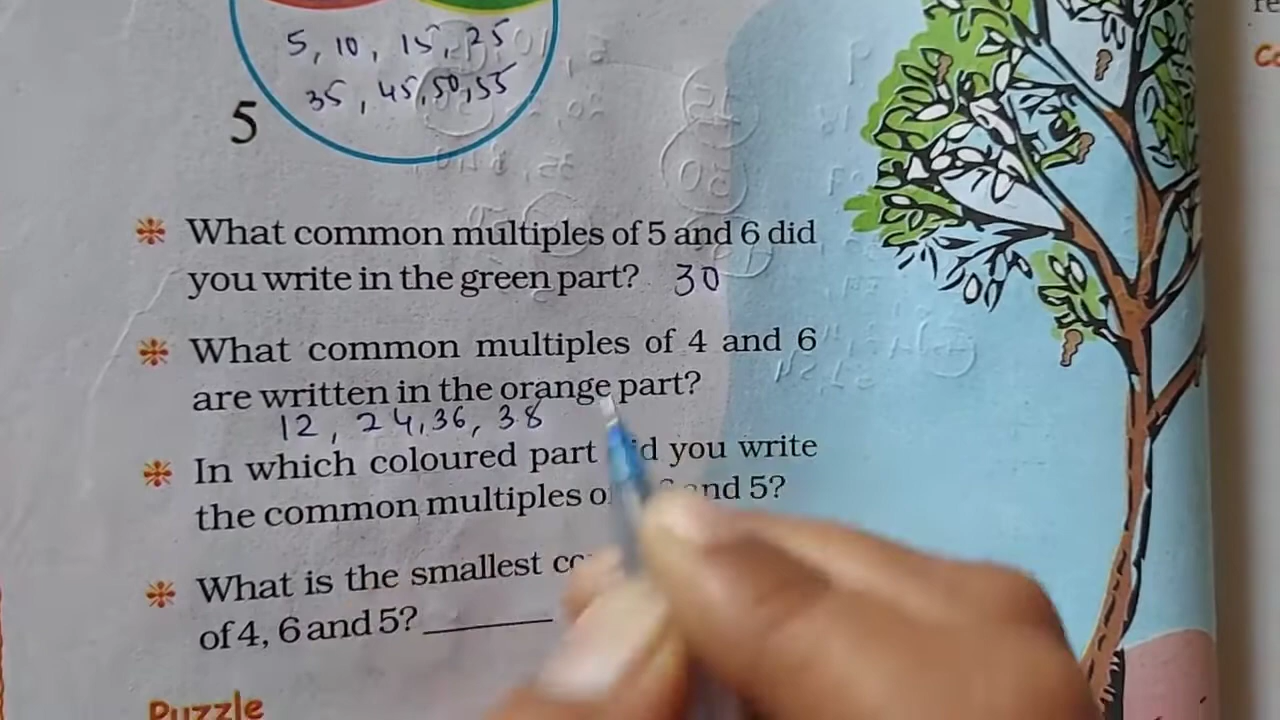 5, 10, 15, 25
35, 45, 50, 55
5
What common multiples of 5 and 6 did
you write in the green part? 30
What common multiples of 4 and 6
are written in the orange part?
12, 24, 36, 38
In which coloured part you write
the common multiples and 5?
What is the smallest
of 4, 6 and 5?
Puzzle